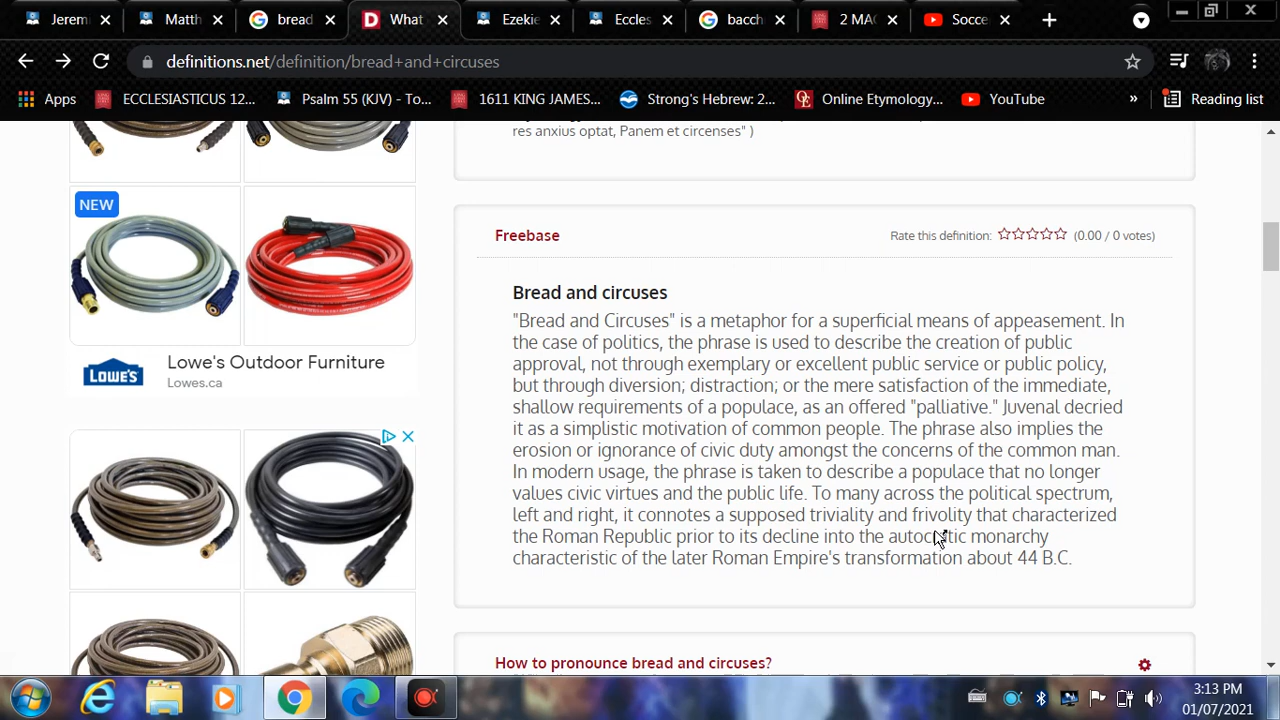 Jeremi
Matth
bread
What
Ezekie
Eccles
bacch
2 MAC
Socce
definitions.net/definition/bread+and+circuses
Apps
ECCLESIASTICUS 12...
Psalm 55 (KJV) - To...
1611 KING JAMES...
Strong's Hebrew: 2...
Online Etymology...
YouTube
»
Reading list
res anxius optat, Panem et circenses" )
NEW
Lowe's Outdoor Furniture
Lowes.ca
LOWE'S
Freebase
Rate this definition:
(0.00 / 0 votes)
Bread and circuses
"Bread and Circuses" is a metaphor for a superficial means of appeasement. In
the case of politics, the phrase is used to describe the creation of public
approval, not through exemplary or excellent public service or public policy,
but through diversion; distraction; or the mere satisfaction of the immediate,
shallow requirements of a populace, as an offered "palliative." Juvenal decried
it as a simplistic motivation of common people. The phrase also implies the
erosion or ignorance of civic duty amongst the concerns of the common man.
In modern usage, the phrase is taken to describe a populace that no longer
values civic virtues and the public life. To many across the political spectrum,
left and right, it connotes a supposed triviality and frivolity that characterized
the Roman Republic prior to its decline into the autocratic monarchy
characteristic of the later Roman Empire's transformation about 44 B.C.
How to pronounce bread and circuses?
3:13 PM
01/07/2021